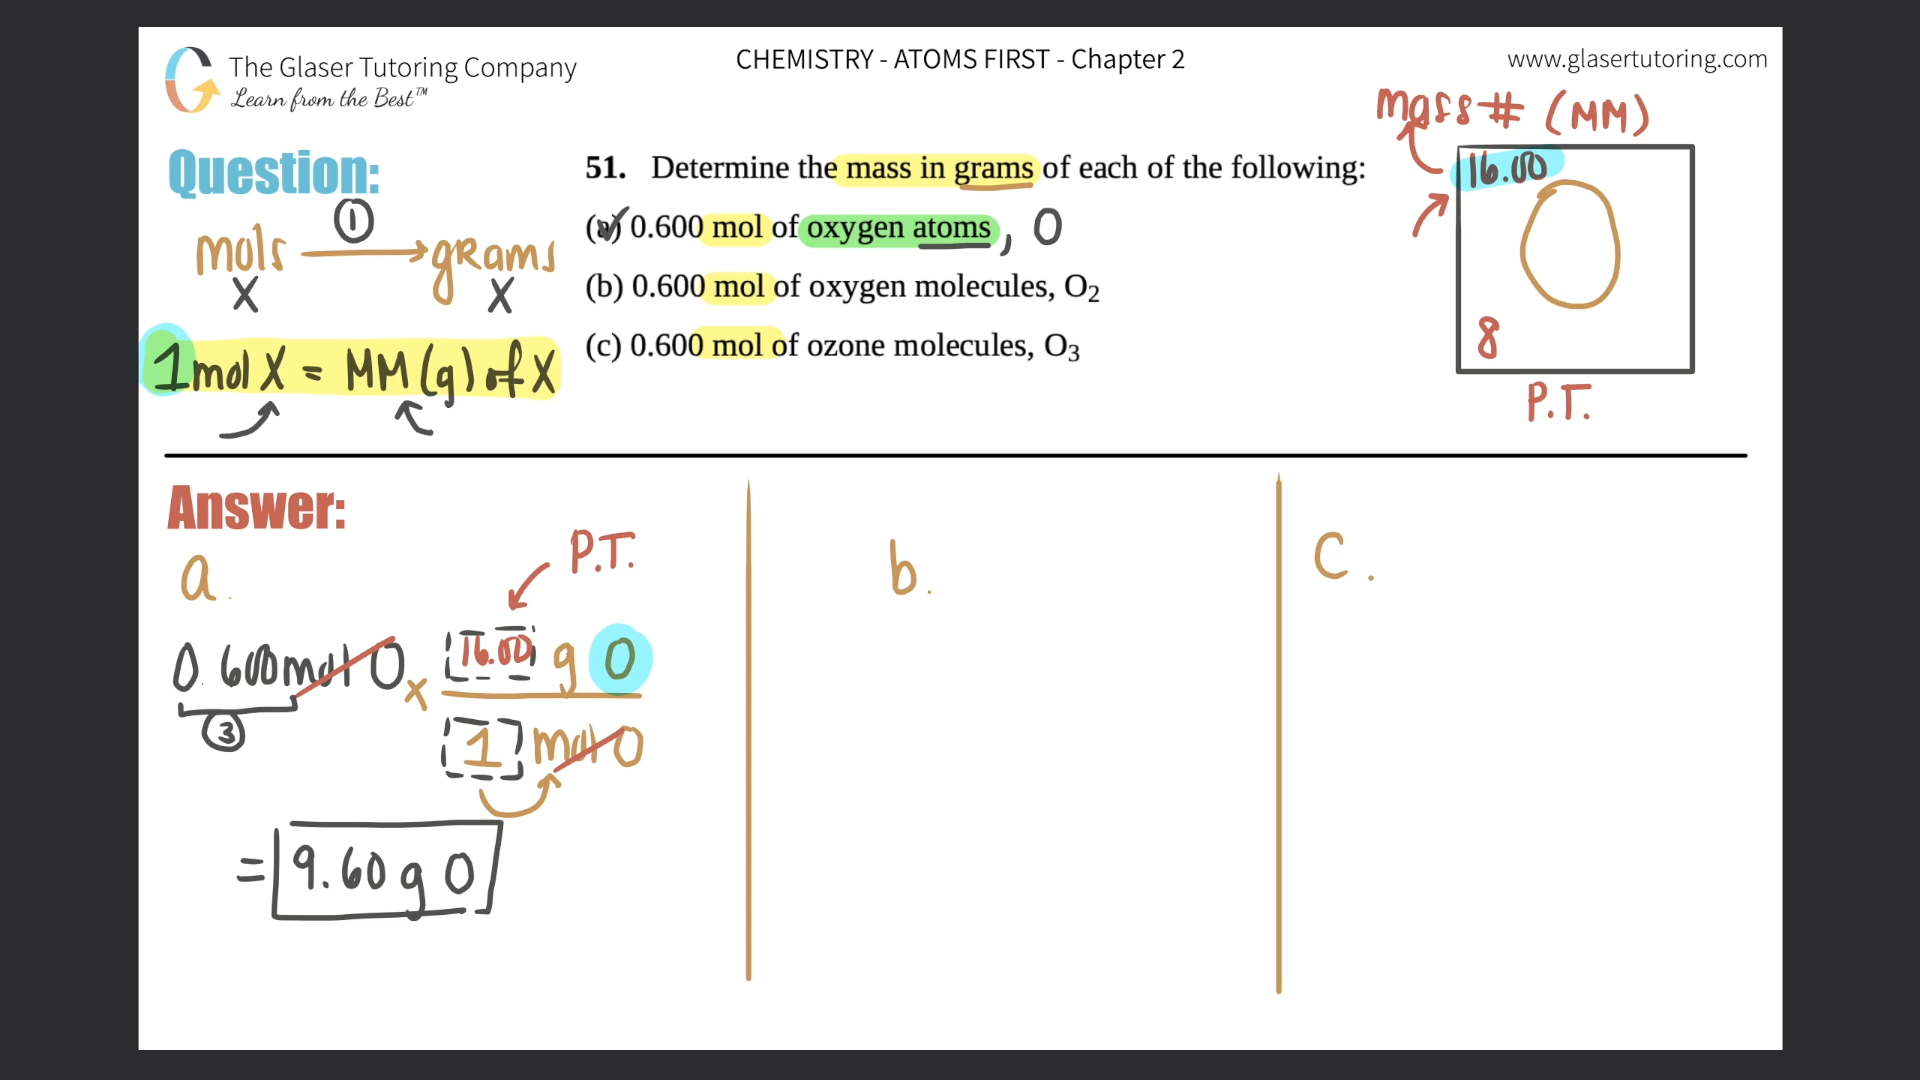 The Glaser Tutoring Company
Learn from the Best™
CHEMISTRY - ATOMS FIRST - Chapter 2
www.glasertutoring.com
mass # (MM)
Question:
1
mols → grams
X X
1 mol X = MM (g) of X
51. Determine the mass in grams of each of the following:
(a) 0.600 mol of oxygen atoms, O
(b) 0.600 mol of oxygen molecules, O₂
(c) 0.600 mol of ozone molecules, O₃
16.00
O
8
P.T.
Answer:
a.
P.T.
0.600 mol O x 16.00 g O
3
1 mol O
= 9.60 g O
b.
c.